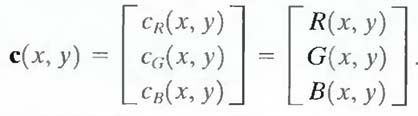 c(x, y) = [ c_R(x, y) c_G(x, y) c_B(x, y) ] = [ R(x, y) G(x, y) B(x, y) ].